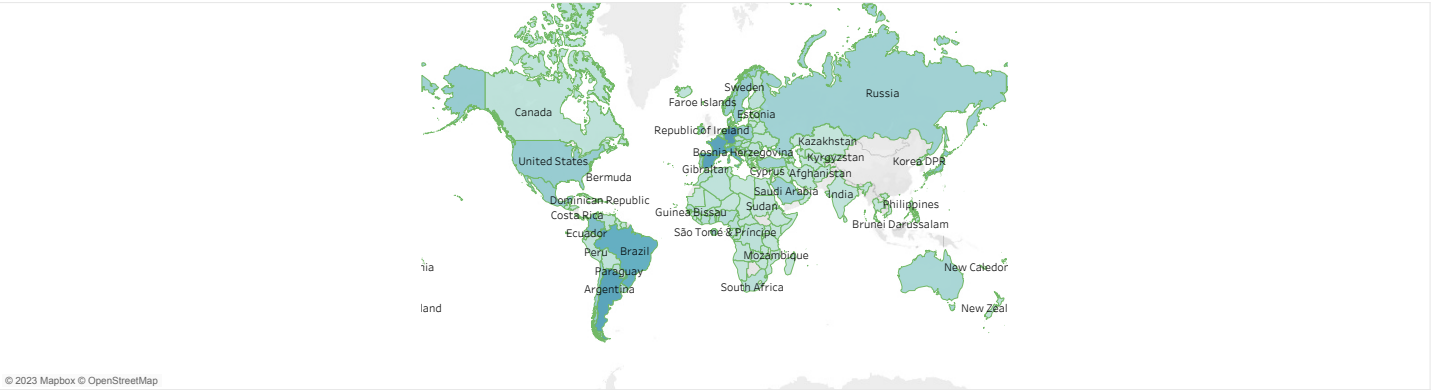 Sweden
Russia
Faroe Islands
Canada
Estonia
Republic of Ireland
Kazakhstan
Bosnia Herzegovina
Kyrgyzstan
Korea DPR
United States
Gibraltar
Cyprus
Afghanistan
Bermuda
Saudi Arabia
India
Dominican Republic
Sudan
Philippines
Guinea Bissau
Costa Rica
Brunei Darussalam
Ecuador
São Tomé & Príncipe
Peru
Brazil
Mozambique
nia
New Caledor
Paraguay
Argentina
South Africa
land
New Zeal
© 2023 Mapbox © OpenStreetMap